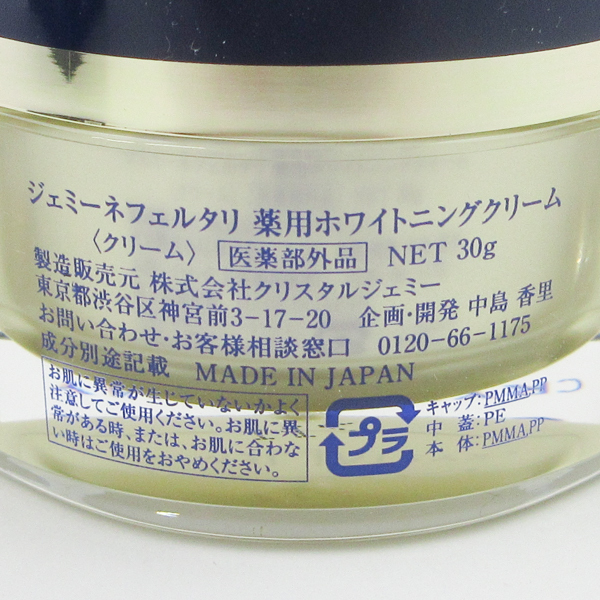 ジェミーネフェルタリ 薬用ホワイトニングクリーム
〈クリーム〉 医薬部外品 NET 30g
製造販売元 株式会社クリスタルジェミー
東京都渋谷区神宮前3-17-20 企画・開発 中島 香里
お問い合わせ・お客様相談窓口 0120-66-1175
成分別途記載 MADE IN JAPAN
お肌に異常が生じていないかよく
注意してご使用ください。お肌に異
常がある時、または、お肌に合わな
い時はご使用をおやめください。
プラ
キャップ:PMMA,PP
中 蓋:PE
本 体:PMMA,PP